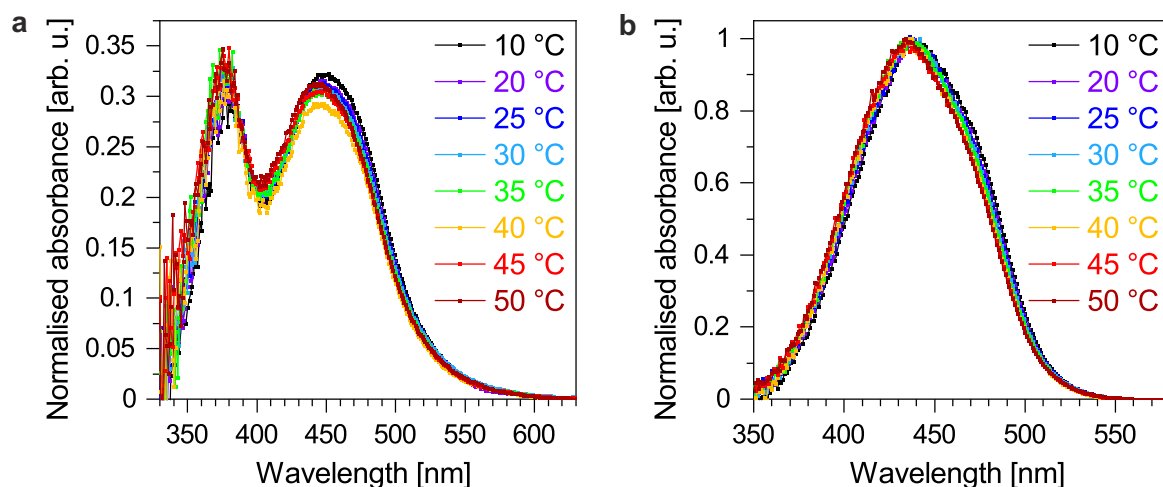 a
Normalised absorbance [arb. u.]
0.35
0.3
0.25
0.2
0.15
0.1
0.05
0
350 400 450 500 550 600
Wavelength [nm]
10 °C
20 °C
25 °C
30 °C
35 °C
40 °C
45 °C
50 °C
b
Normalised absorbance [arb. u.]
1
0.8
0.6
0.4
0.2
0
350 400 450 500 550
Wavelength [nm]
10 °C
20 °C
25 °C
30 °C
35 °C
40 °C
45 °C
50 °C